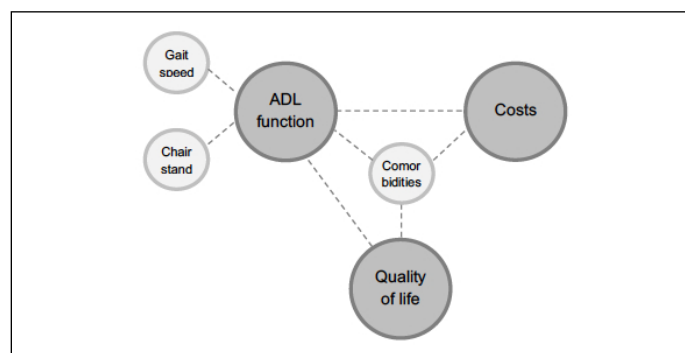 Gait
speed
ADL
function
Costs
Chair
stand
Comor
bidities
Quality
of life